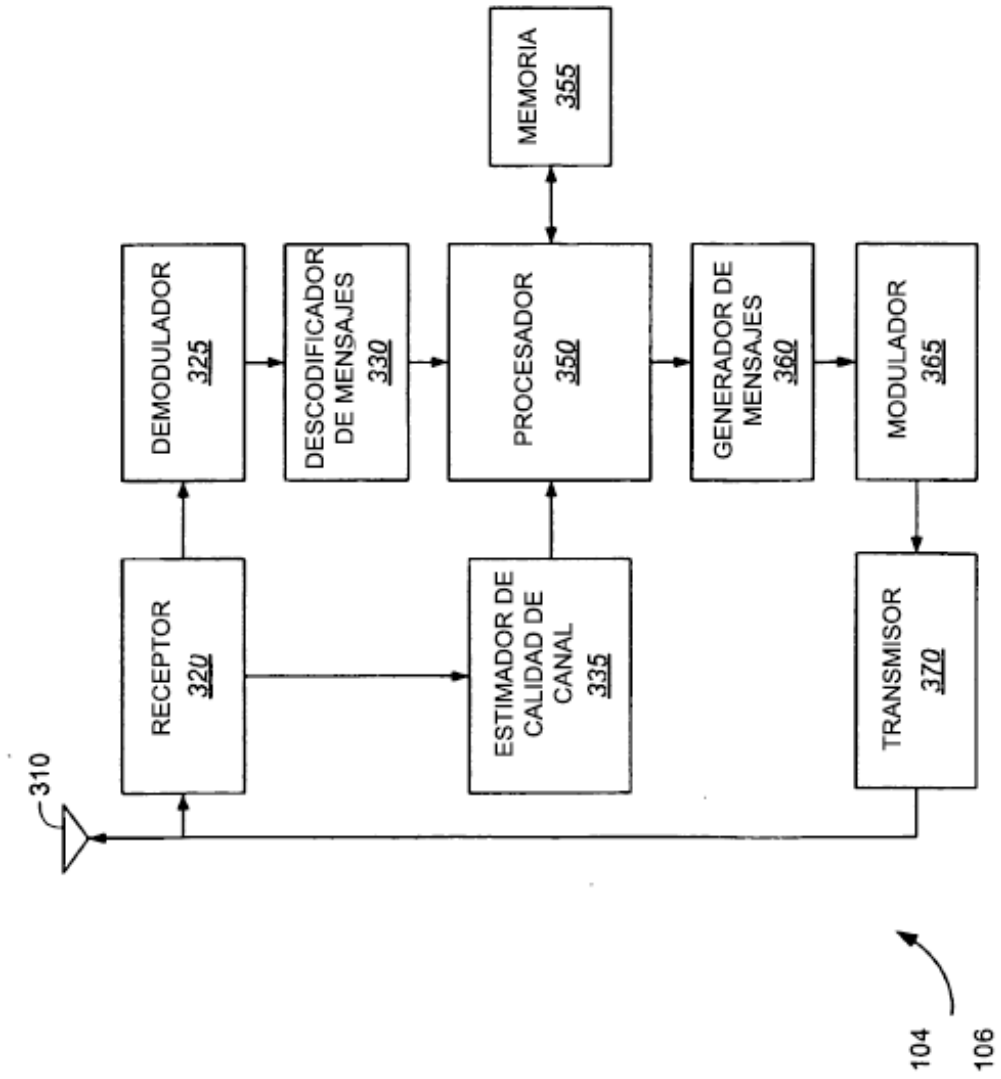 310
RECEPTOR
320
DEMODULADOR
325
DESCODIFICADOR
DE MENSAJES
330
ESTIMADOR DE
CALIDAD DE
CANAL
335
PROCESADOR
350
MEMORIA
355
GENERADOR DE
MENSAJES
360
TRANSMISOR
370
MODULADOR
365
104
106